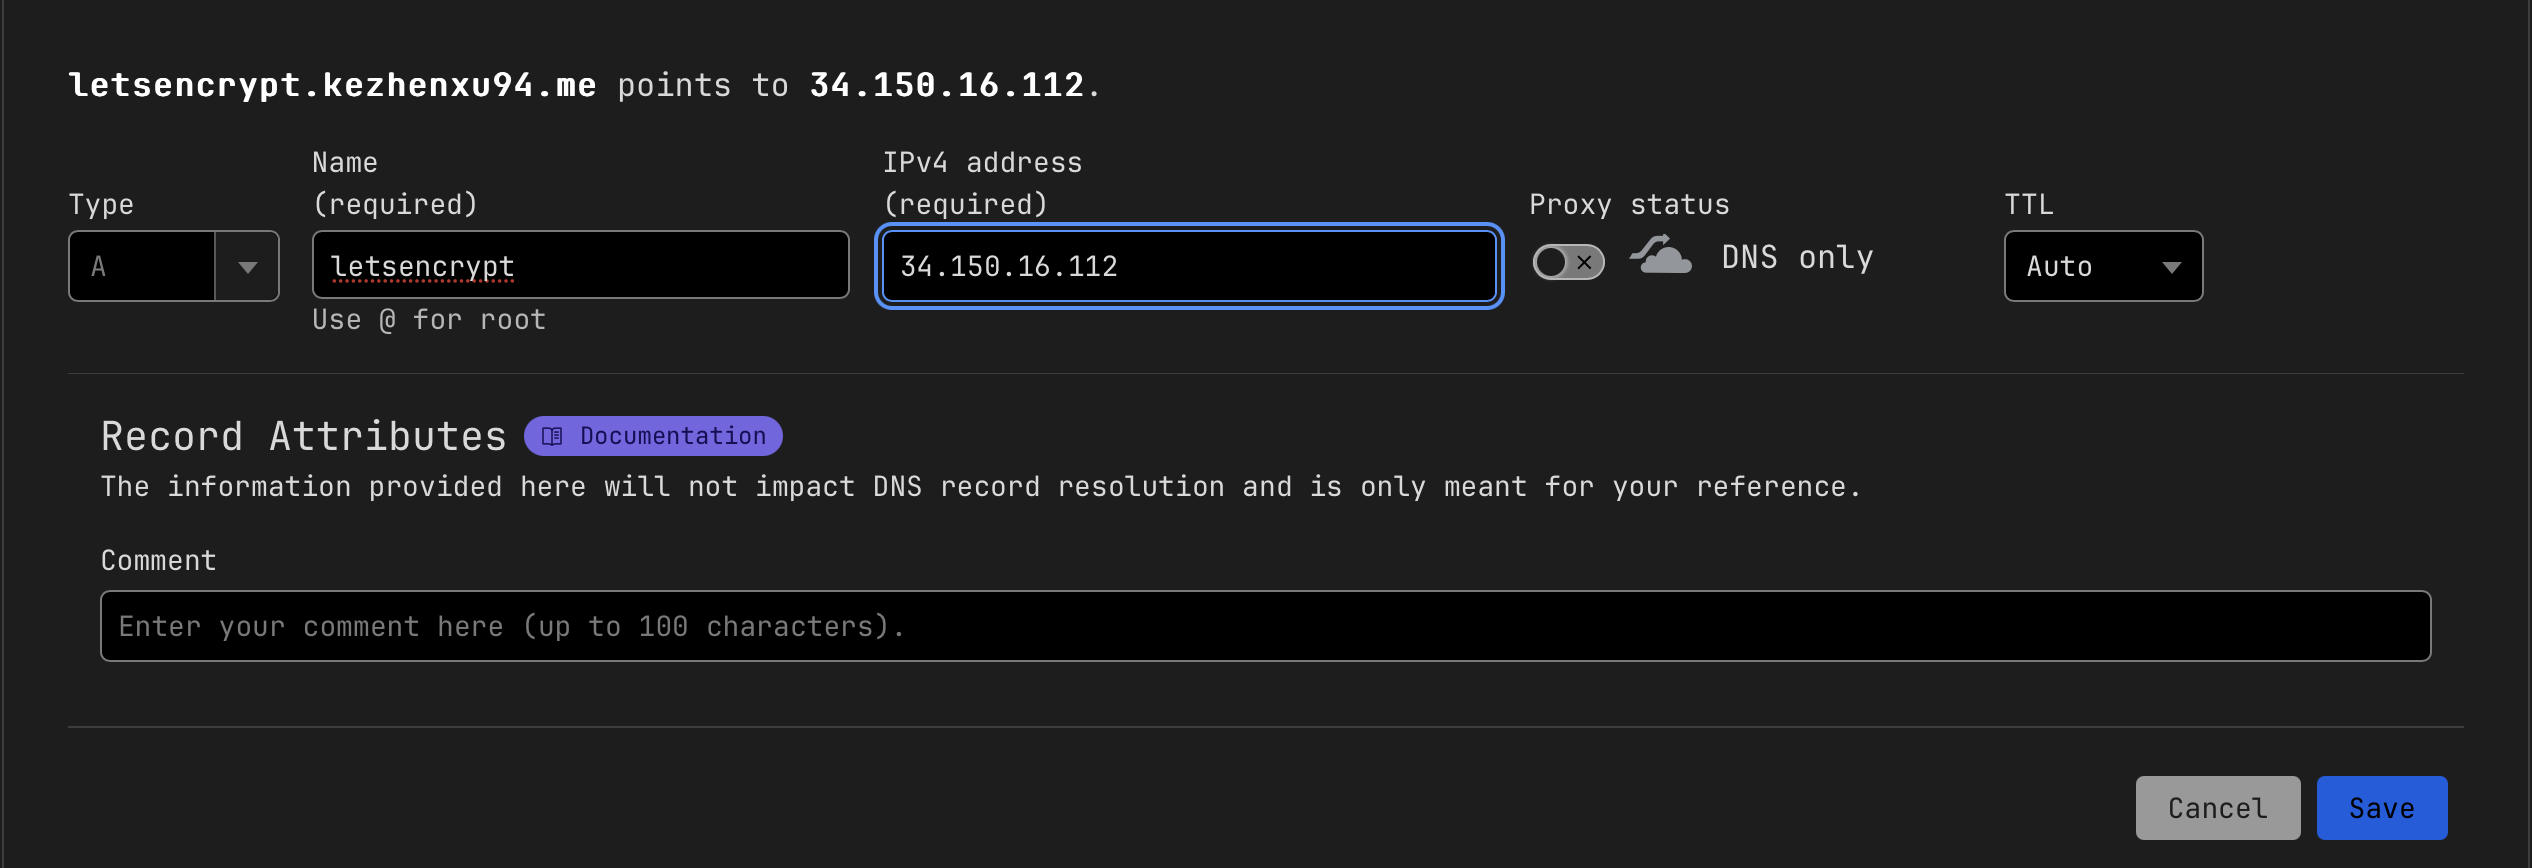 letsencrypt.kezhenxu94.me points to 34.150.16.112.
Type
Name
(required)
IPv4 address
(required)
Proxy status
TTL
A
letsencrypt
34.150.16.112
DNS only
Auto
Use @ for root
Record Attributes
Documentation
The information provided here will not impact DNS record resolution and is only meant for your reference.
Comment
Enter your comment here (up to 100 characters).
Cancel
Save